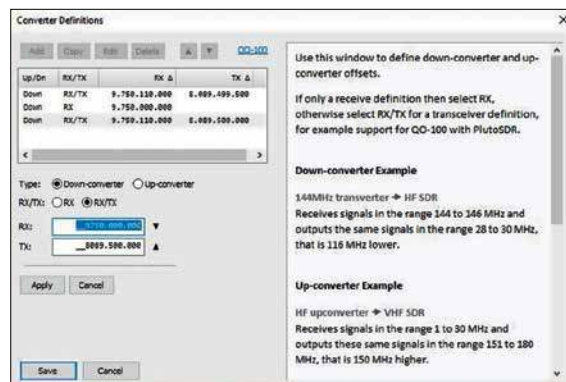 Converter Definitions
Add Copy Edit Delete QO-100
Up/Dn RX/TX RX Δ TX Δ
Down RX/TX 9.750.110.000 8.089.499.500
Down RX 9.750.000.000
Down RX/TX 9.750.110.000 8.089.500.000
Type: Down-converter Up-converter
RX/TX: RX RX/TX
RX: __9750.000.000
TX: __8089.500.000
Apply Cancel
Save Cancel
Use this window to define down-converter and up-
converter offsets.
If only a receive definition then select RX,
otherwise select RX/TX for a transceiver definition,
for example support for QO-100 with PlutoSDR.
Down-converter Example
144MHz transverter → HF SDR
Receives signals in the range 144 to 146 MHz and
outputs the same signals in the range 28 to 30 MHz,
that is 116 MHz lower.
Up-converter Example
HF upconverter → VHF SDR
Receives signals in the range 1 to 30 MHz and
outputs these same signals in the range 151 to 180
MHz, that is 150 MHz higher.